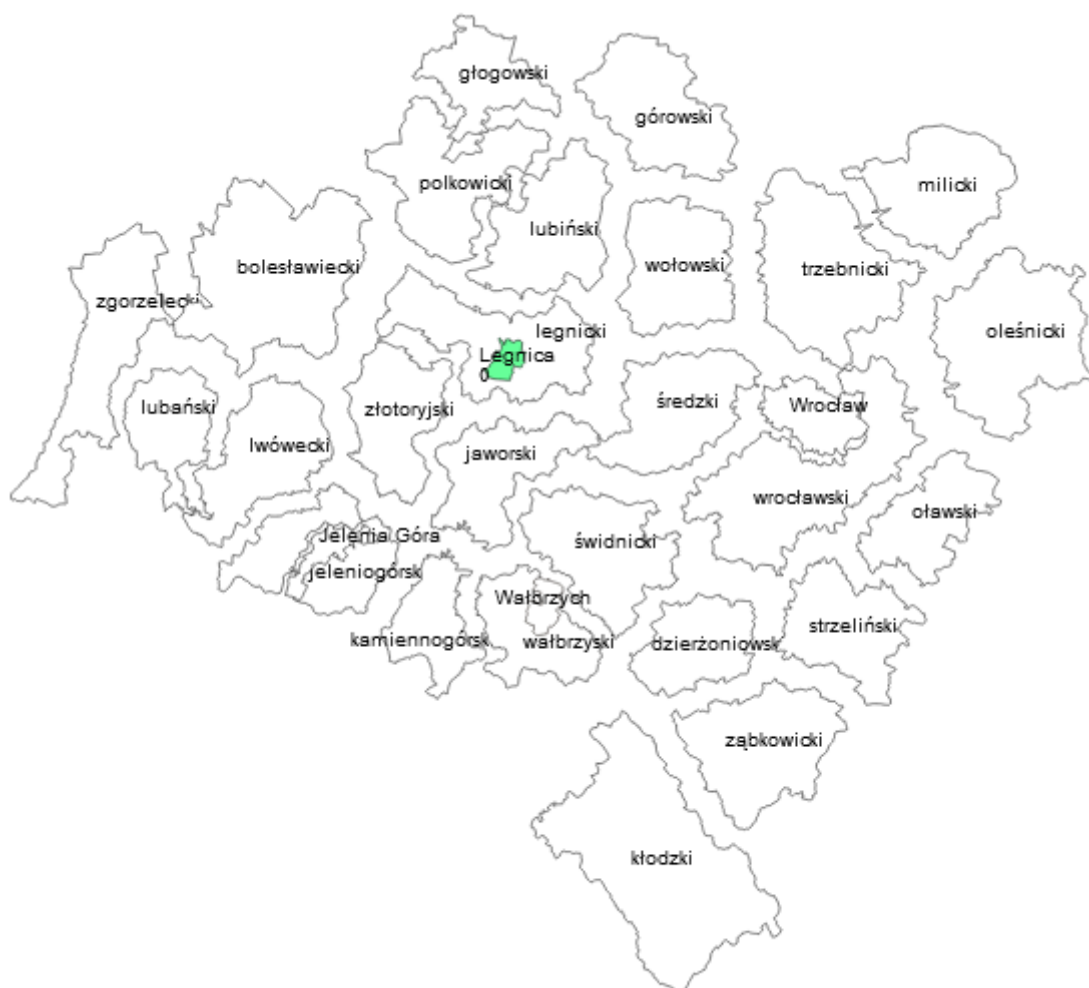 głogowski
górowski
polkowicki
milicki
lubiński
bolesławiecki
wołowski
trzebnicki
zgorzelecki
legnicki
oleśnicki
Legnica
0
lubański
złotoryjski
średzki
Wrocław
lwówecki
jaworski
wrocławski
oławski
Jelenia Góra
świdnicki
jeleniogórsk
Wałbrzych
strzeliński
kamiennogórsk
wałbrzyski
dzierżoniowsk
ząbkowicki
kłodzki